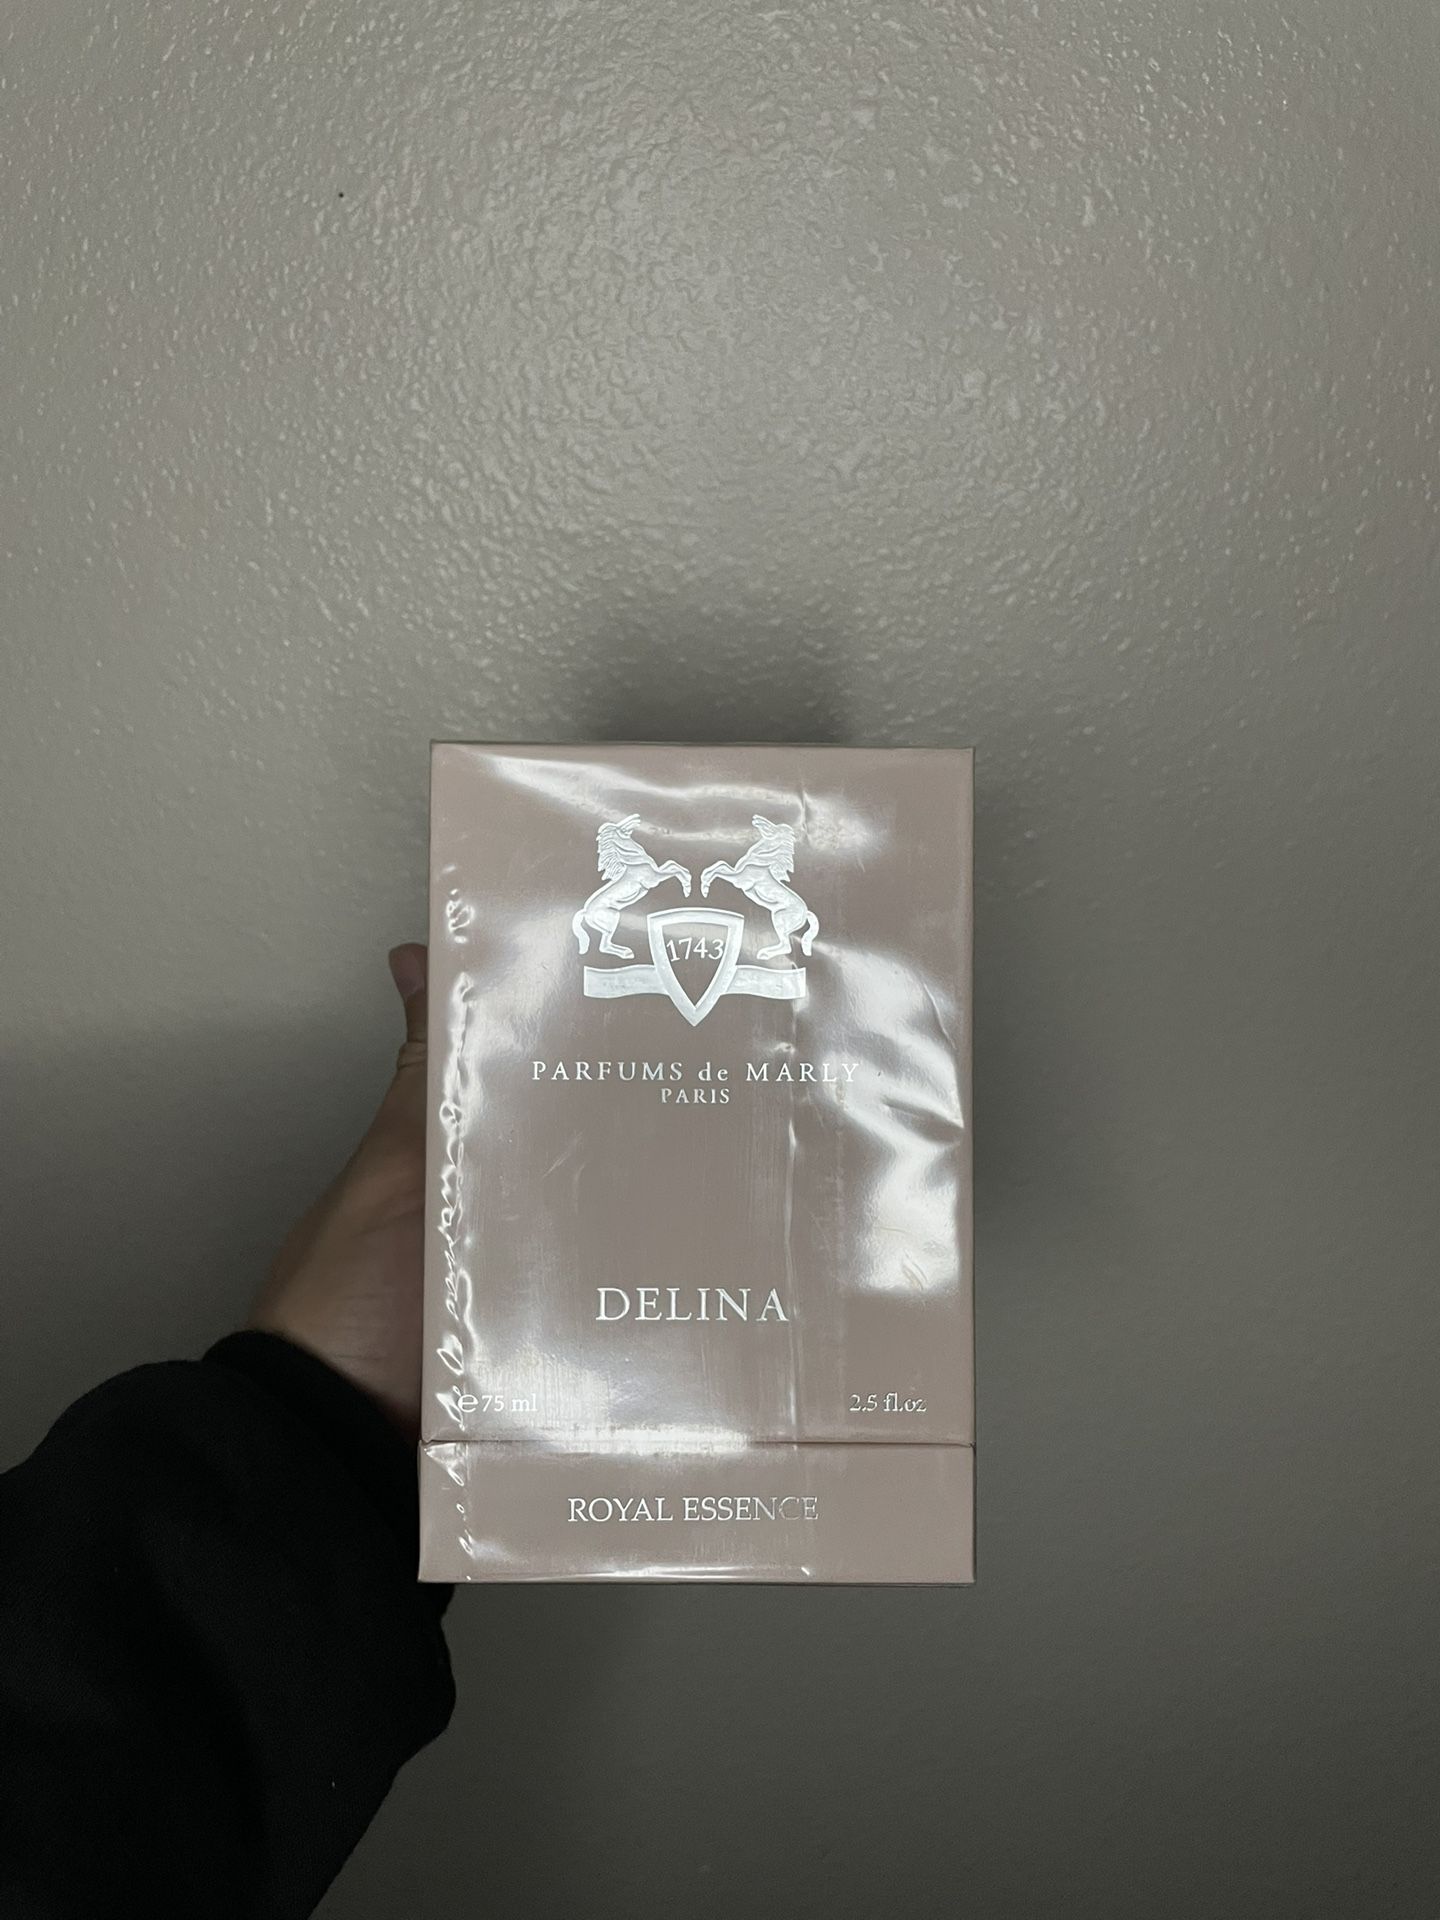 1743
PARFUMS de MARLY
PARIS
DELINA
℮75 ml 2.5 fl.oz
ROYAL ESSENCE